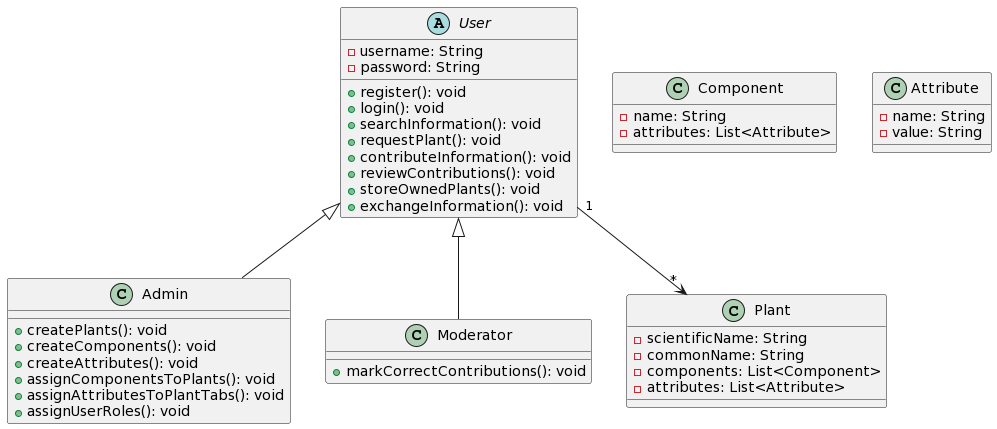 A User
username: String
password: String
register(): void
login(): void
searchInformation(): void
requestPlant(): void
contributeInformation(): void
reviewContributions(): void
storeOwnedPlants(): void
exchangeInformation(): void
C Component
name: String
attributes: List<Attribute>
C Attribute
name: String
value: String
1
*
C Admin
createPlants(): void
createComponents(): void
createAttributes(): void
assignComponentsToPlants(): void
assignAttributesToPlantTabs(): void
assignUserRoles(): void
C Moderator
markCorrectContributions(): void
C Plant
scientificName: String
commonName: String
components: List<Component>
attributes: List<Attribute>